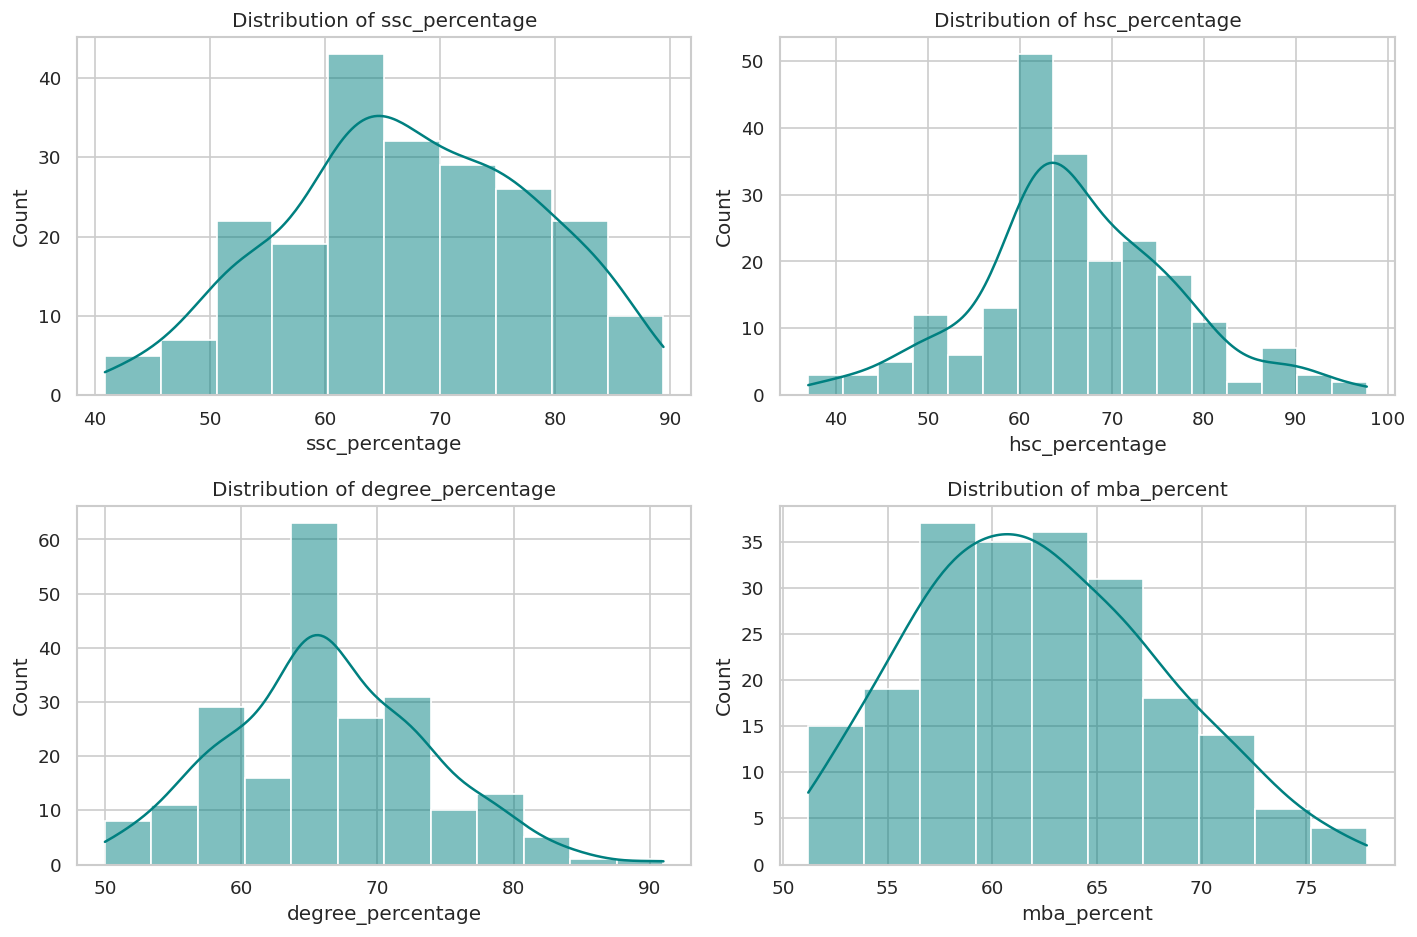 Distribution of ssc_percentage
Count
40
30
20
10
0
40 50 60 70 80 90
ssc_percentage
Distribution of hsc_percentage
Count
50
40
30
20
10
0
40 50 60 70 80 90 100
hsc_percentage
Distribution of degree_percentage
Count
60
50
40
30
20
10
0
50 60 70 80 90
degree_percentage
Distribution of mba_percent
Count
35
30
25
20
15
10
5
0
50 55 60 65 70 75
mba_percent